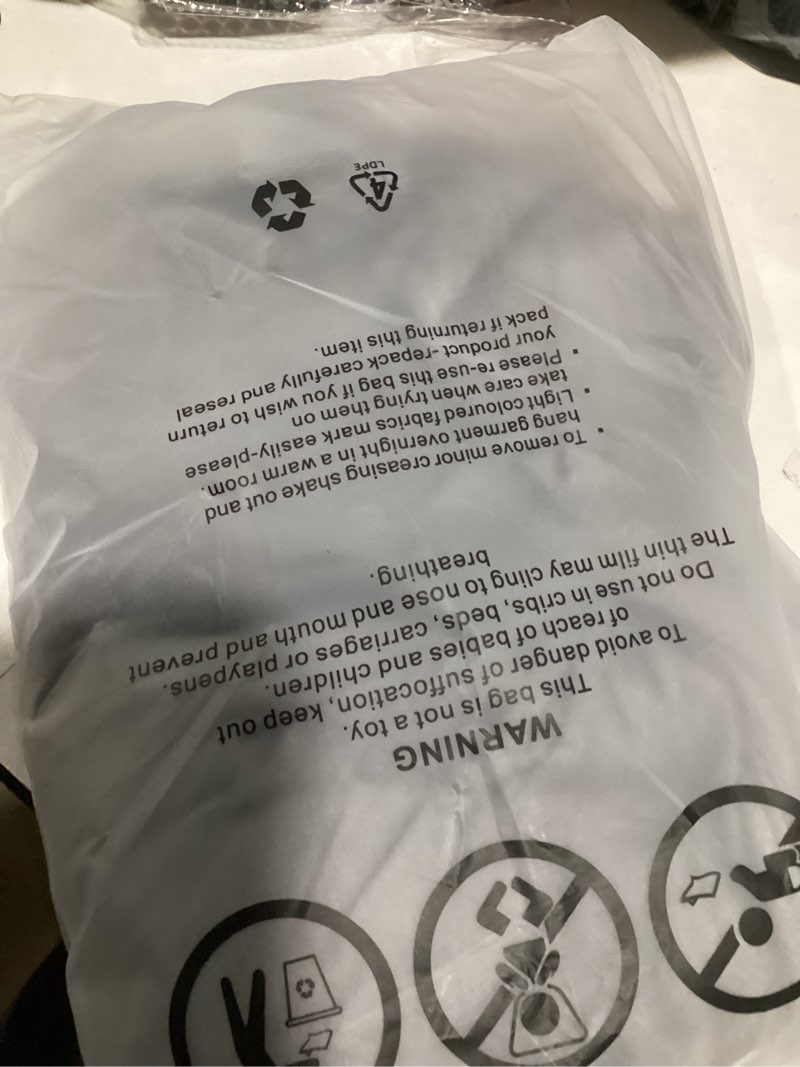 WARNING
This bag is not a toy.
To avoid danger of suffocation, keep out
of reach of babies and children.
Do not use in cribs, beds, carriages or playpens.
The thin film may cling to nose and mouth and prevent
breathing.
• To remove minor creasing shake out and
hang garment overnight in a warm room.
• Light coloured fabrics mark easily-please
take care when trying them on
• Please re-use this bag if you wish to return
your product -repack carefully and reseal
pack if returning this item.
4
LDPE